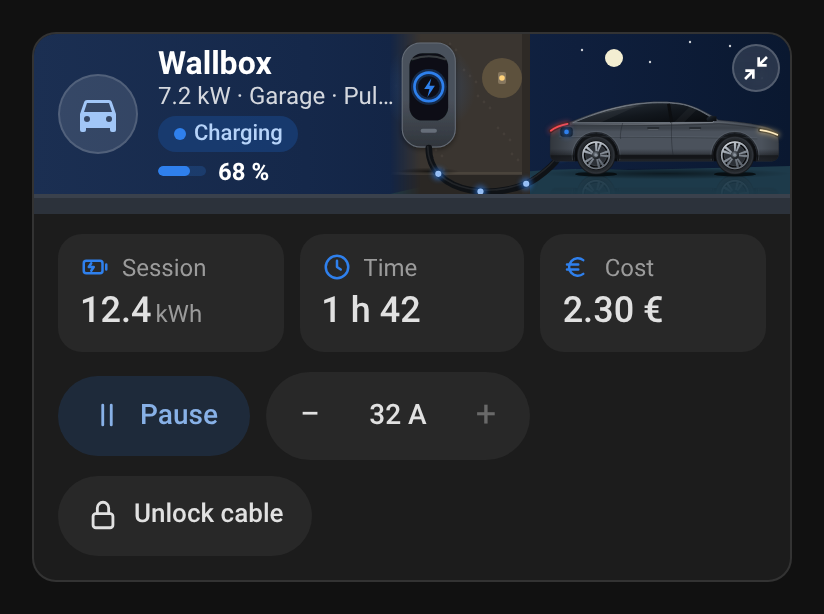 Wallbox
7.2 kW · Garage · Pul...
Charging
68 %
Session
12.4 kWh
Time
1 h 42
Cost
2.30 €
Pause
− 32 A +
Unlock cable